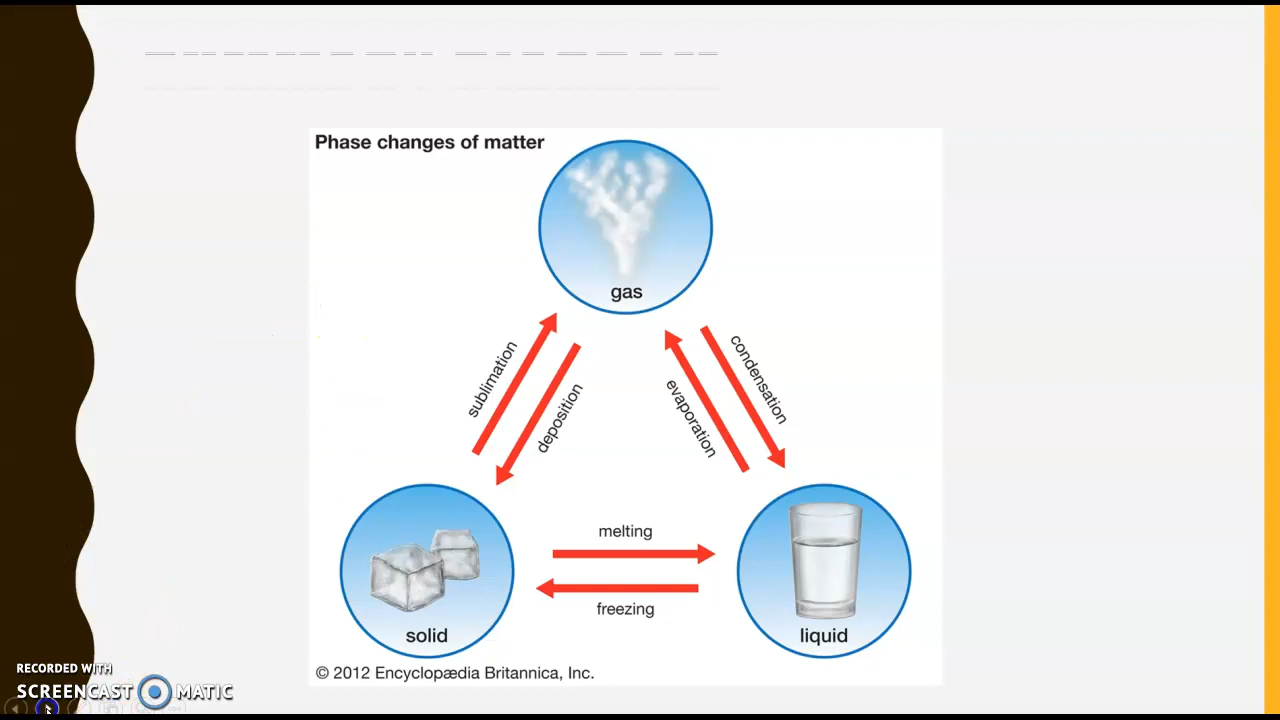 Phase changes of matter
gas
sublimation
deposition
evaporation
condensation
melting
freezing
solid
liquid
© 2012 Encyclopædia Britannica, Inc.
RECORDED WITH
SCREENCAST MATIC